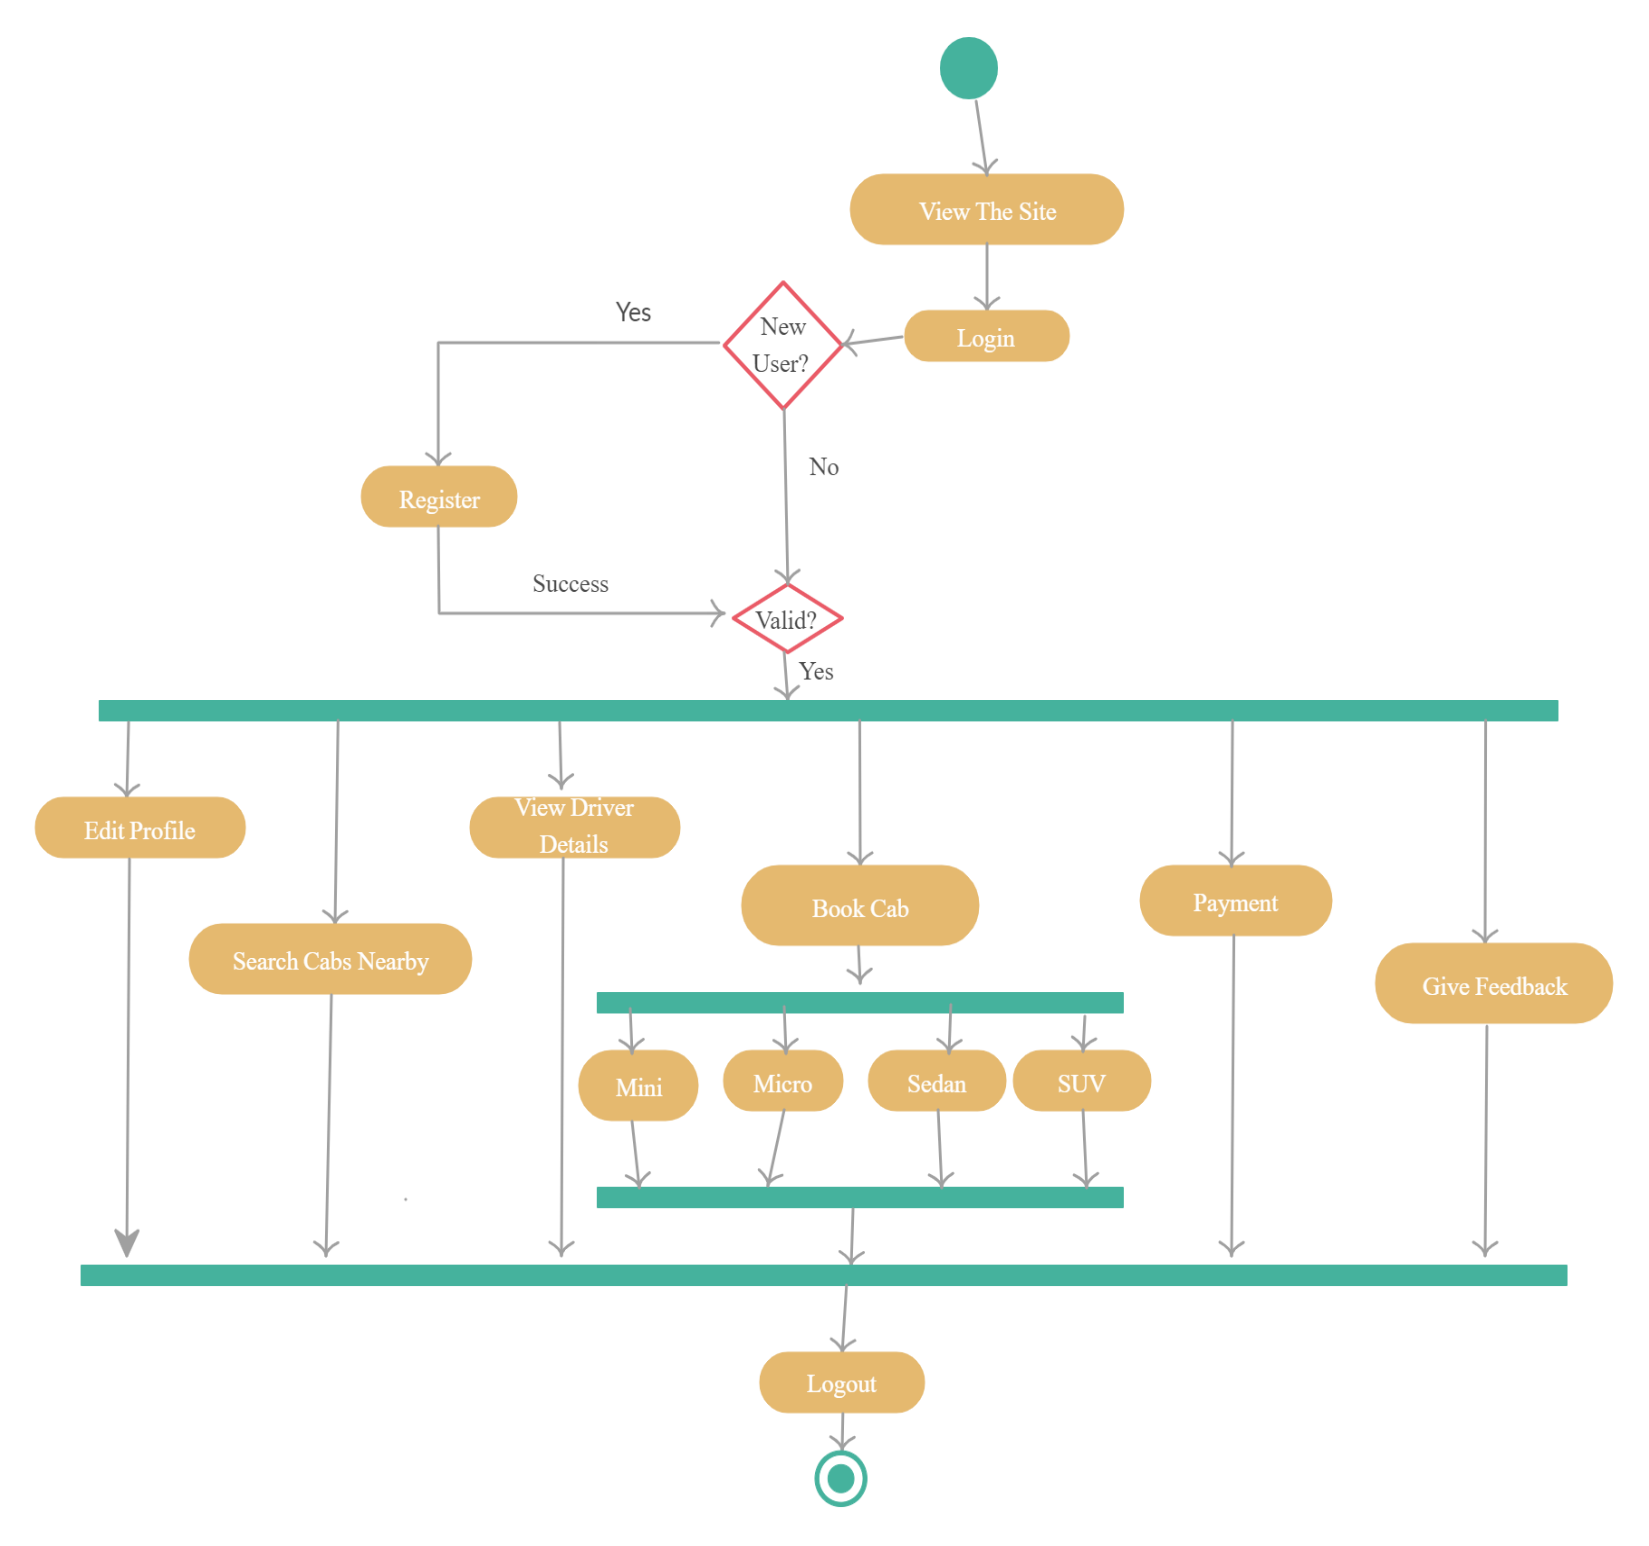 View The Site
Yes
New
User?
Login
No
Register
Success
Valid?
Yes
View Driver
Details
Edit Profile
Book Cab
Payment
Search Cabs Nearby
Give Feedback
Mini
Micro
Sedan
SUV
Logout